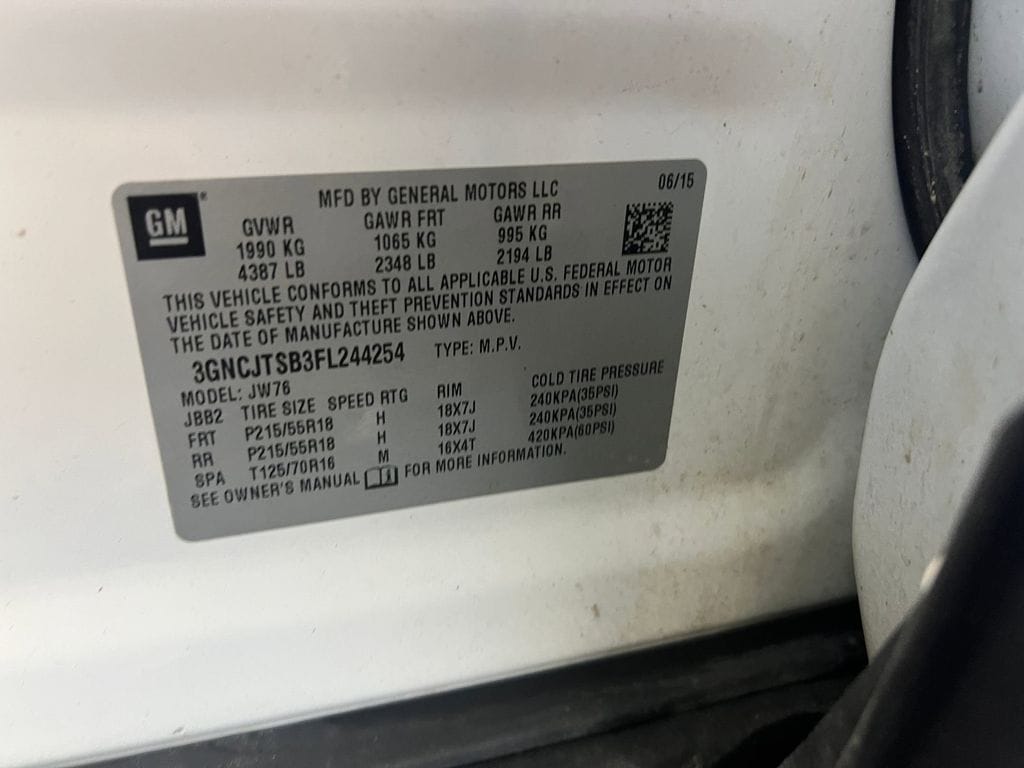 GM®
MFD BY GENERAL MOTORS LLC 06/15
GVWR GAWR FRT GAWR RR
1990 KG 1065 KG 995 KG
4387 LB 2348 LB 2194 LB
THIS VEHICLE CONFORMS TO ALL APPLICABLE U.S. FEDERAL MOTOR
VEHICLE SAFETY AND THEFT PREVENTION STANDARDS IN EFFECT ON
THE DATE OF MANUFACTURE SHOWN ABOVE.
3GNCJTSB3FL244254 TYPE: M.P.V.
MODEL: JW76
JBB2 TIRE SIZE SPEED RTG RIM COLD TIRE PRESSURE
FRT P215/55R18 H 18X7J 240KPA(35PSI)
RR P215/55R18 H 18X7J 240KPA(35PSI)
SPA T125/70R16 M 16X4T 420KPA(60PSI)
SEE OWNER'S MANUAL FOR MORE INFORMATION.